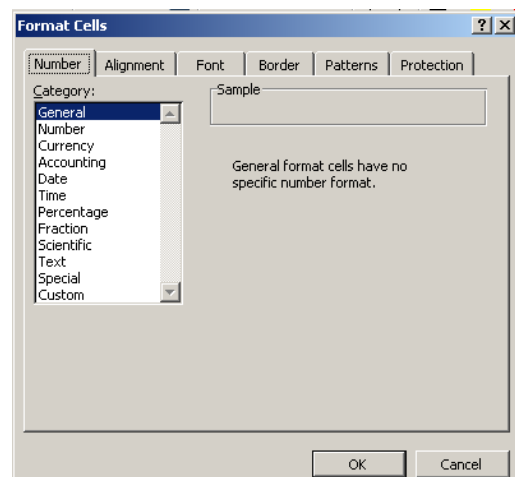 Format Cells
Number Alignment Font Border Patterns Protection
Category:
General
Number
Currency
Accounting
Date
Time
Percentage
Fraction
Scientific
Text
Special
Custom
Sample
General format cells have no
specific number format.
OK Cancel